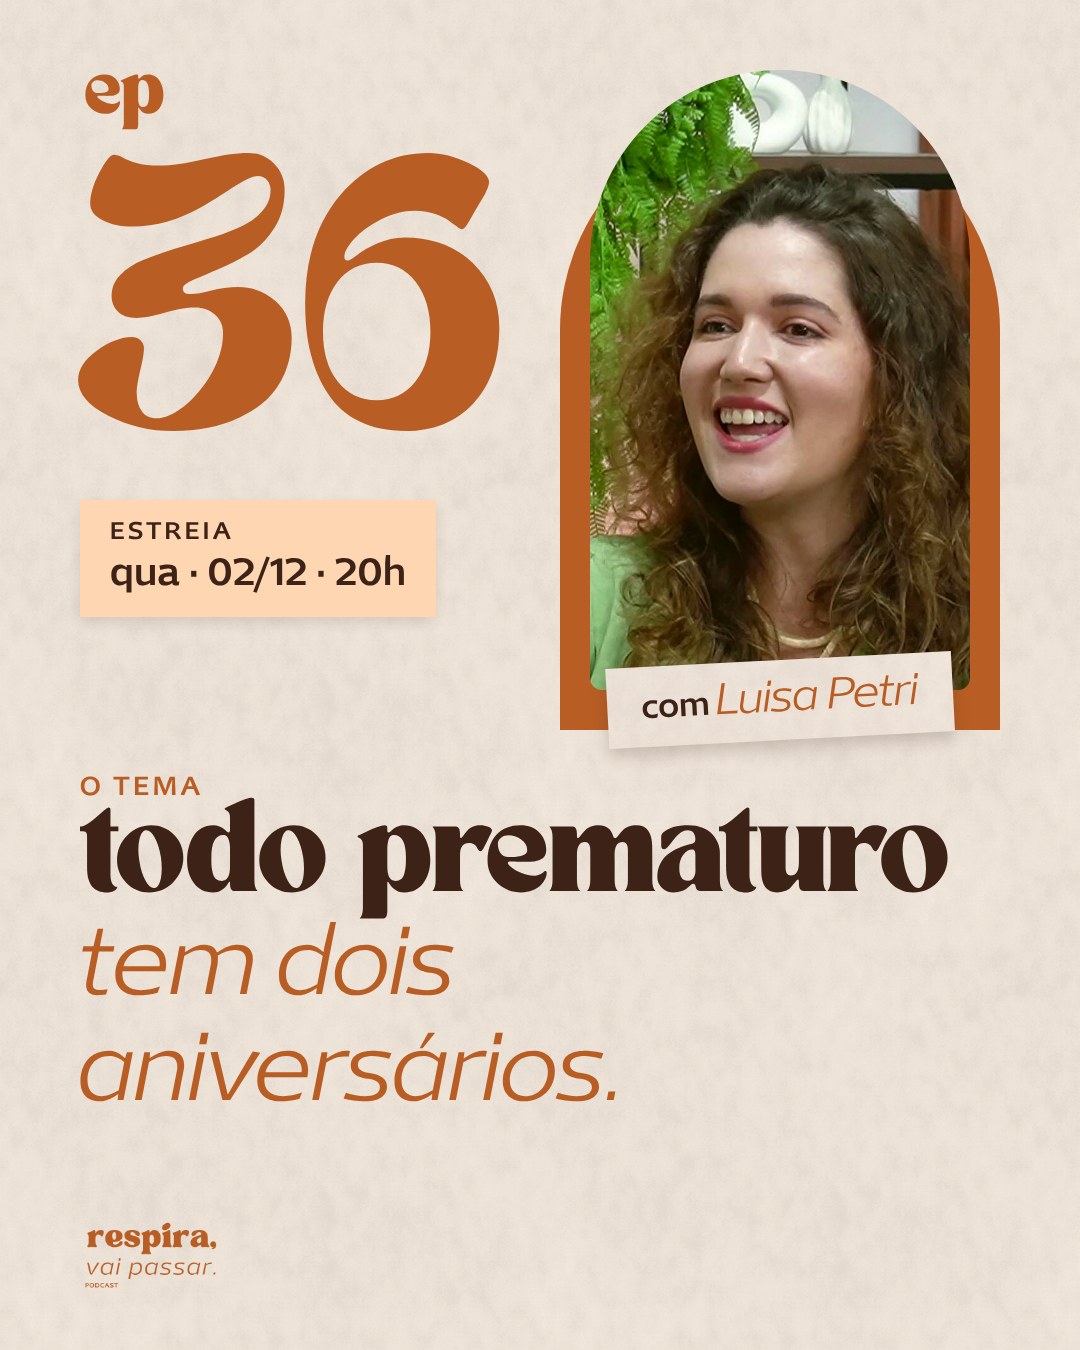 ep
36
ESTREIA
qua · 02/12 · 20h
com Luisa Petri
O TEMA
todo prematuro
tem dois
aniversários.
respira,
vai passar.
PODCAST